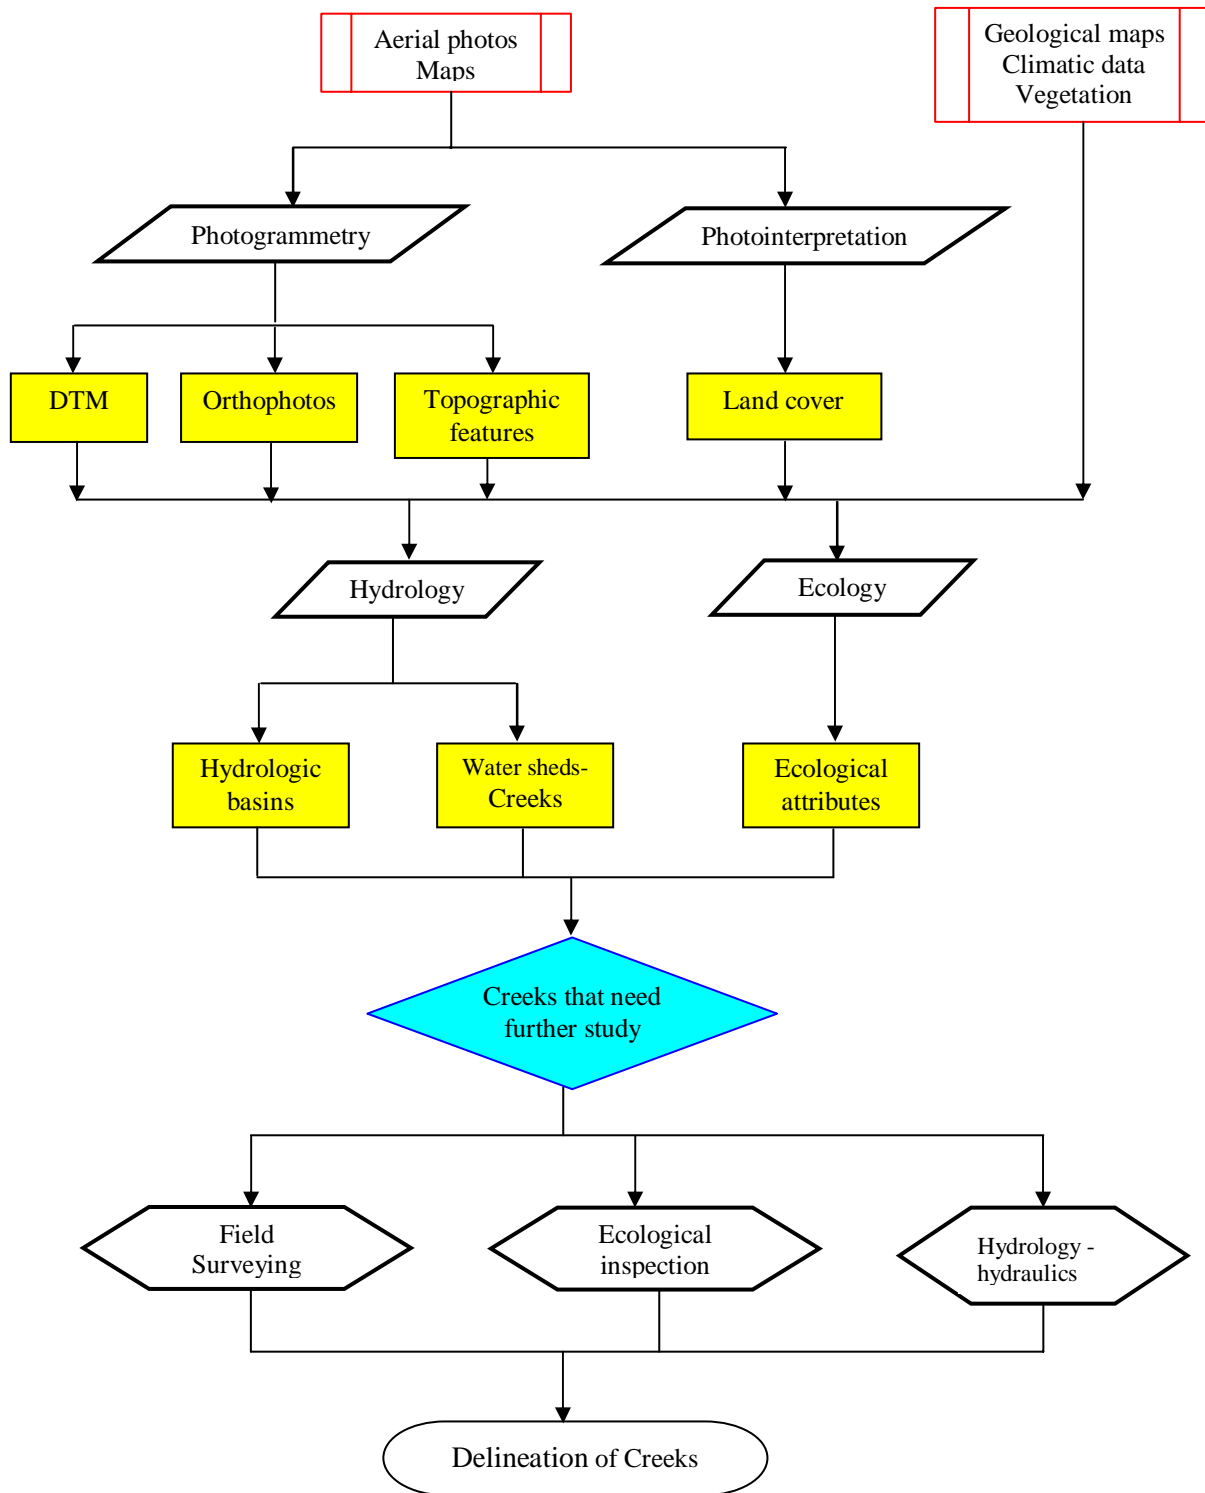 Aerial photos
Maps
Geological maps
Climatic data
Vegetation
Photogrammetry
Photointerpretation
DTM
Orthophotos
Topographic
features
Land cover
Hydrology
Ecology
Hydrologic
basins
Water sheds-
Creeks
Ecological
attributes
Creeks that need
further study
Field
Surveying
Ecological
inspection
Hydrology -
hydraulics
Delineation of Creeks